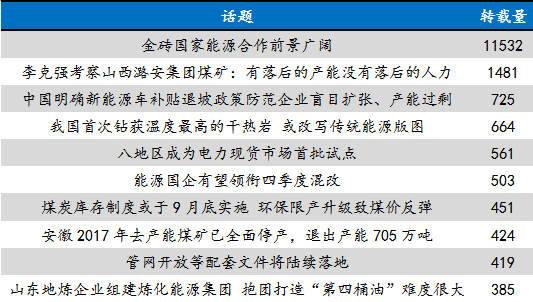 话题 转载量
金砖国家能源合作前景广阔 11532
李克强考察山西潞安集团煤矿：有落后的产能没有落后的人力 1481
中国明确新能源车补贴退坡政策防范企业盲目扩张、产能过剩 725
我国首次钻获温度最高的干热岩 或改写传统能源版图 664
八地区成为电力现货市场首批试点 561
能源国企有望领衔四季度混改 503
煤炭库存制度或于9月底实施 环保限产升级致煤价反弹 451
安徽2017年去产能煤矿已全面停产，退出产能705万吨 424
管网开放等配套文件将陆续落地 419
山东地炼企业组建炼化能源集团 抱团打造“第四桶油”难度很大 385